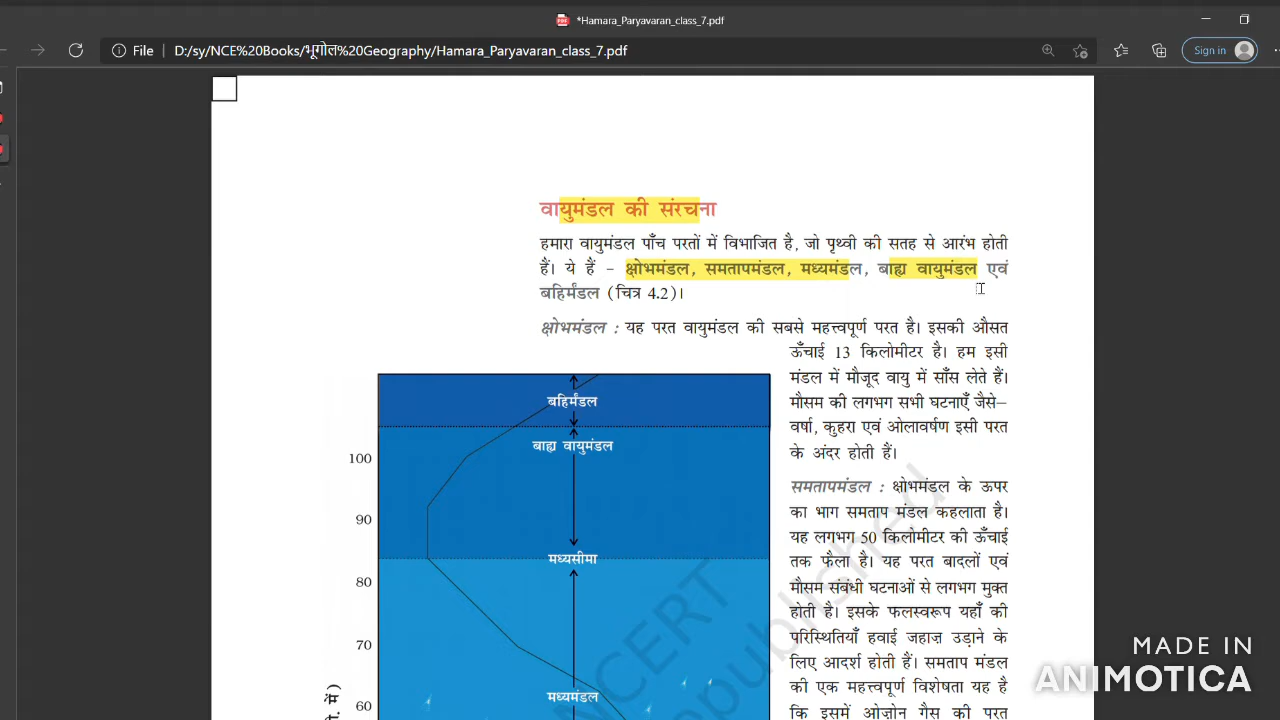 *Hamara_Paryavaran_class_7.pdf
File
D:/sy/NCE%20Books/भूगोल%20Geography/Hamara_Paryavaran_class_7.pdf
Sign in
वायुमंडल की संरचना
हमारा वायुमंडल पाँच परतों में विभाजित है, जो पृथ्वी की सतह से आरंभ होती
हैं। ये हैं - क्षोभमंडल, समतापमंडल, मध्यमंडल, बाह्य वायुमंडल एवं
बहिर्मंडल (चित्र 4.2)।
क्षोभमंडल : यह परत वायुमंडल की सबसे महत्त्वपूर्ण परत है। इसकी औसत
ऊँचाई 13 किलोमीटर है। हम इसी
मंडल में मौजूद वायु में साँस लेते हैं।
मौसम की लगभग सभी घटनाएँ जैसे–
वर्षा, कुहरा एवं ओलावर्षण इसी परत
के अंदर होती हैं।
समतापमंडल : क्षोभमंडल के ऊपर
का भाग समताप मंडल कहलाता है।
यह लगभग 50 किलोमीटर की ऊँचाई
तक फैला है। यह परत बादलों एवं
मौसम संबंधी घटनाओं से लगभग मुक्त
होती है। इसके फलस्वरूप यहाँ की
परिस्थितियाँ हवाई जहाज़ उड़ाने के
लिए आदर्श होती हैं। समताप मंडल
की एक महत्त्वपूर्ण विशेषता यह है
कि इसमें ओज़ोन गैस की परत
बहिर्मंडल
बाह्य वायुमंडल
100
90
मध्यसीमा
80
70
मध्यमंडल
60
में)
NCERT
republished
MADE IN
ANIMOTICA